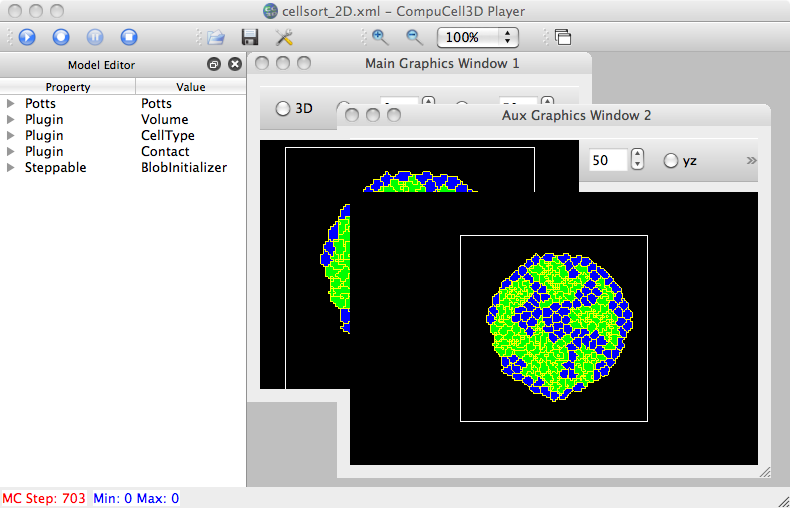 cellsort_2D.xml - CompuCell3D Player
100%
Model Editor
Property Value
Potts Potts
Plugin Volume
Plugin CellType
Plugin Contact
Steppable BlobInitializer
Main Graphics Window 1
3D
Aux Graphics Window 2
50 yz »
MC Step: 703 Min: 0 Max: 0